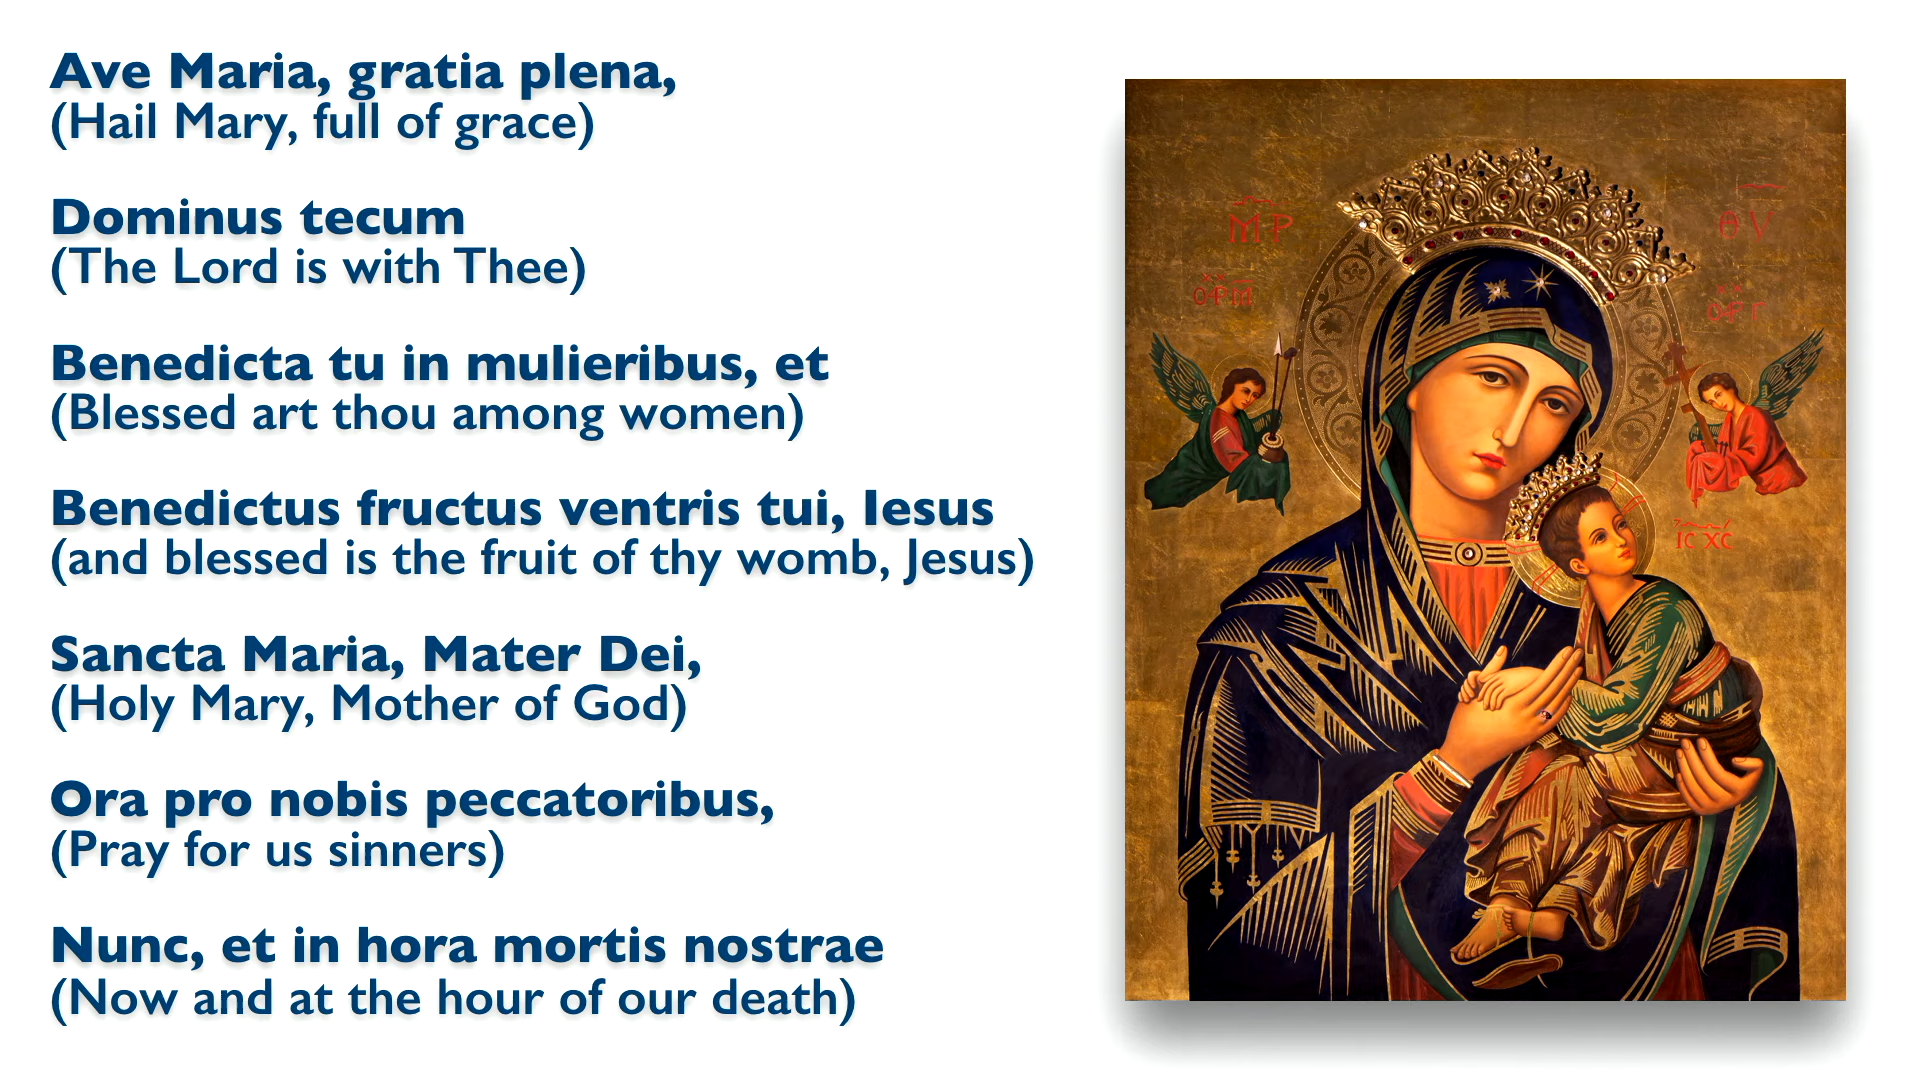 Ave Maria, gratia plena,
(Hail Mary, full of grace)
Dominus tecum
(The Lord is with Thee)
Benedicta tu in mulieribus, et
(Blessed art thou among women)
Benedictus fructus ventris tui, Iesus
(and blessed is the fruit of thy womb, Jesus)
Sancta Maria, Mater Dei,
(Holy Mary, Mother of God)
Ora pro nobis peccatoribus,
(Pray for us sinners)
Nunc, et in hora mortis nostrae
(Now and at the hour of our death)
ΜΡ ΘΥ
IC XC